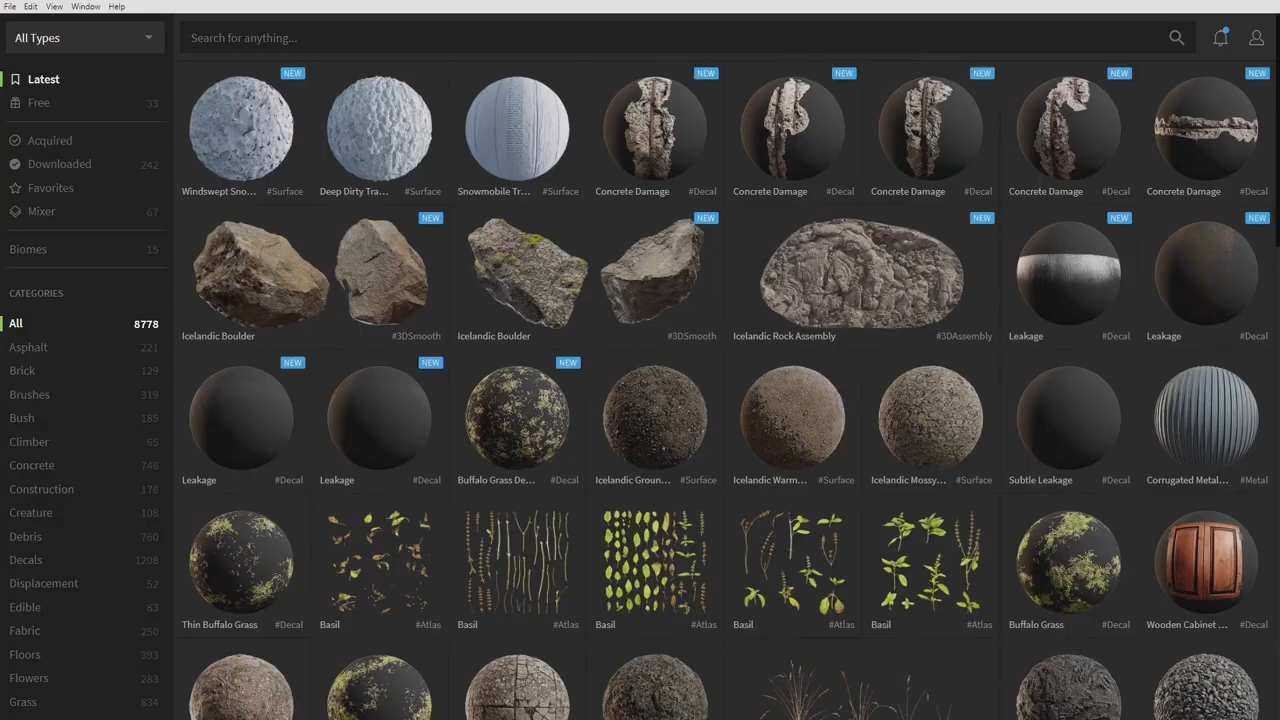 File Edit View Window Help
All Types
Search for anything...
Latest
Free 33
Acquired
Downloaded 242
Favorites
Mixer 67
Biomes 15
CATEGORIES
All 8778
Asphalt 221
Brick 129
Brushes 319
Bush 185
Climber 65
Concrete 746
Construction 176
Creature 108
Debris 760
Decals 1208
Displacement 52
Edible 83
Fabric 250
Floors 393
Flowers 283
Grass 834
NEW NEW NEW NEW NEW NEW
Windswept Sno... #Surface Deep Dirty Tra... #Surface Snowmobile Tr... #Surface Concrete Damage #Decal Concrete Damage #Decal Concrete Damage #Decal Concrete Damage #Decal Concrete Damage #Decal
NEW NEW NEW NEW NEW
Icelandic Boulder #3DSmooth Icelandic Boulder #3DSmooth Icelandic Rock Assembly #3DAssembly Leakage #Decal Leakage #Decal
NEW NEW NEW
Leakage #Decal Leakage #Decal Buffalo Grass De... #Decal Icelandic Groun... #Surface Icelandic Warm... #Surface Icelandic Mossy... #Surface Subtle Leakage #Decal Corrugated Metal... #Metal
Thin Buffalo Grass #Decal Basil #Atlas Basil #Atlas Basil #Atlas Basil #Atlas Basil #Atlas Buffalo Grass #Decal Wooden Cabinet ... #Decal